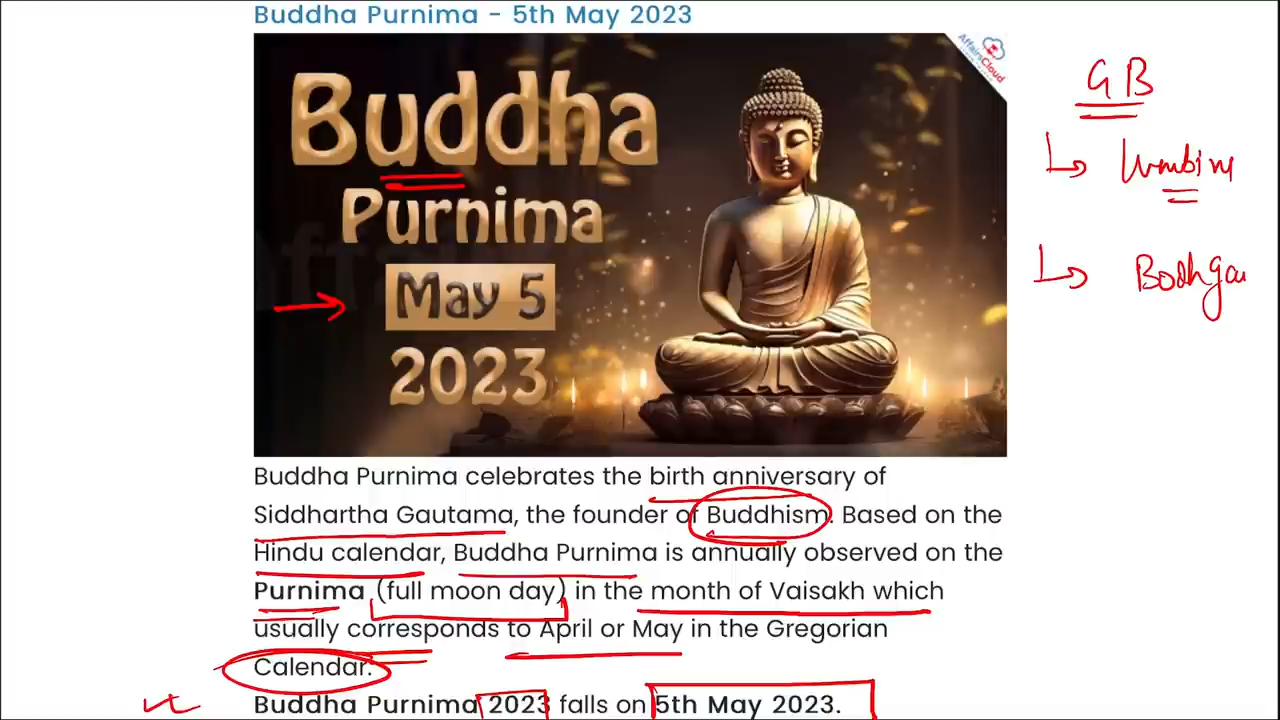 Buddha Purnima - 5th May 2023
AffairsCloud
Buddha
Purnima
May 5
2023
GB
Lumbini
Buddha Purnima celebrates the birth anniversary of
Siddhartha Gautama, the founder of Buddhism. Based on the
Hindu calendar, Buddha Purnima is annually observed on the
Purnima (full moon day) in the month of Vaisakh which
usually corresponds to April or May in the Gregorian
Calendar.
Buddha Purnima 2023 falls on 5th May 2023.